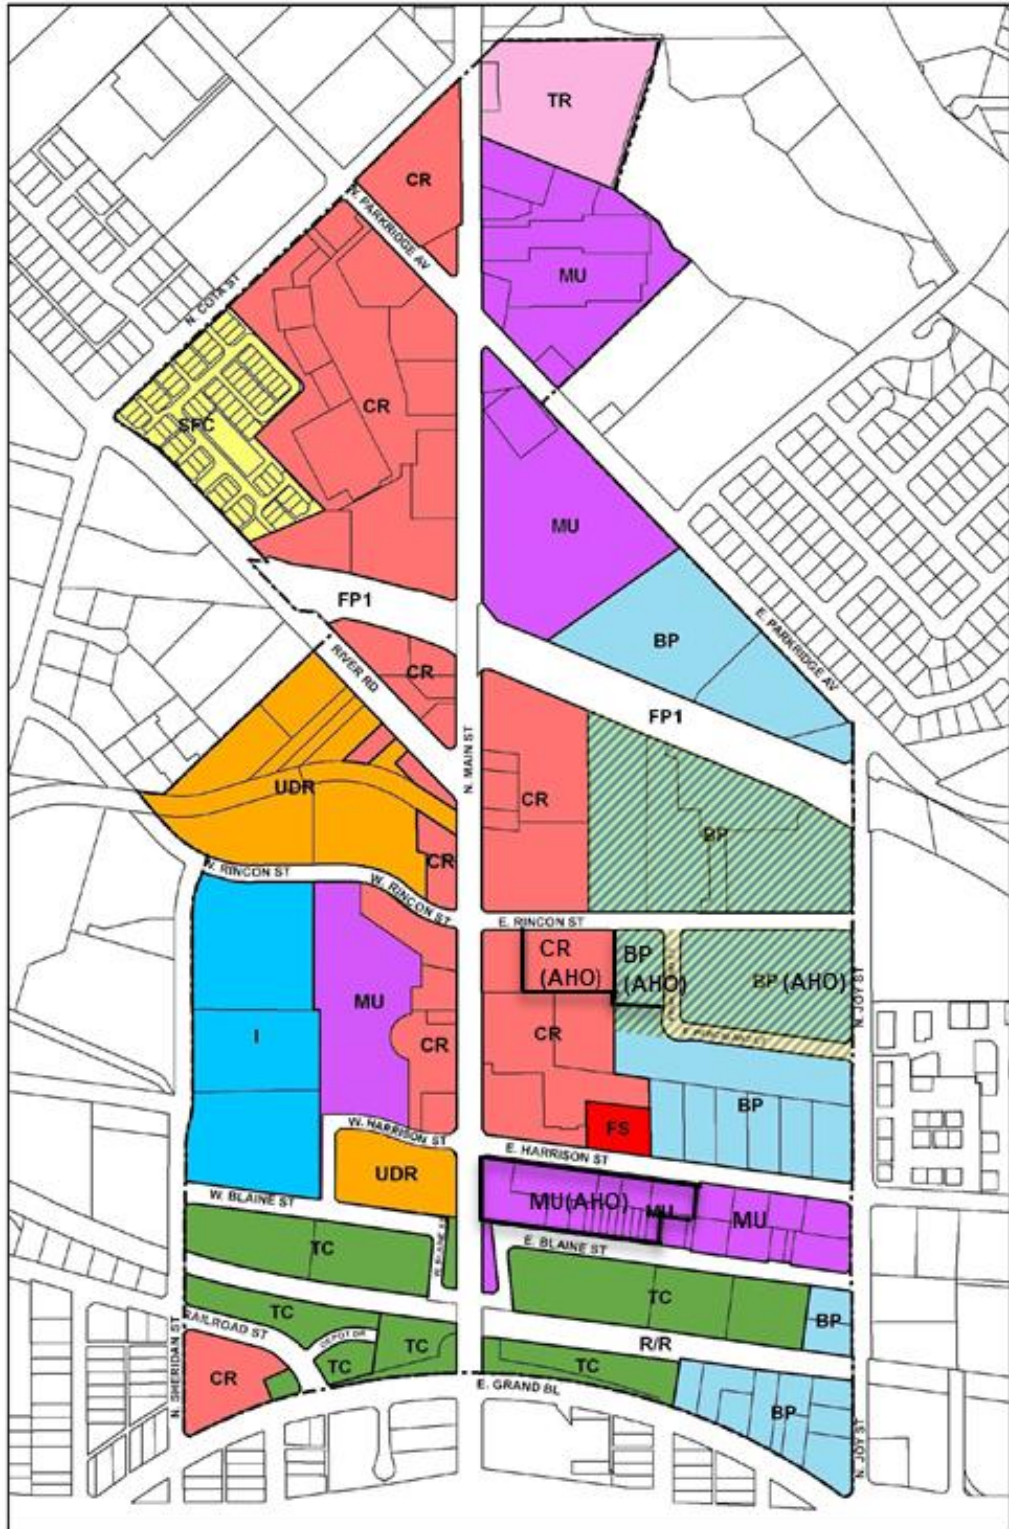 TR
CR
W. PARKRIDGE AV
MU
N. COTA ST
CR
SFC
MU
FP1
BP
E. PARKRIDGE AV
CR
RIVER RD
FP1
N. MAIN ST
UDR
CR
BP
CR
N. RINCON ST
W. RINCON ST
E. RINCON ST
CR
(AHO)
BP
(AHO)
BP (AHO)
N. JOY ST
MU
I
CR
CR
BP
FS
W. HARRISON ST
E. HARRISON ST
UDR
MU(AHO)
MU
MU
W. BLAINE ST
E. BLAINE ST
TC
TC
BP
TC
R/R
RAILROAD ST
DEPOT DR
TC
TC
TC
N. SHERIDAN ST
CR
E. GRAND BL
BP
N. JOY ST